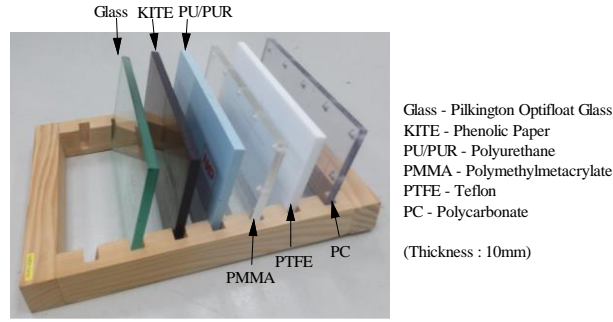 Glass KITE PU/PUR
Glass - Pilkington Optifloat Glass
KITE - Phenolic Paper
PU/PUR - Polyurethane
PMMA - Polymethylmetacrylate
PTFE - Teflon
PC - Polycarbonate
(Thickness : 10mm)
PC
PTFE
PMMA